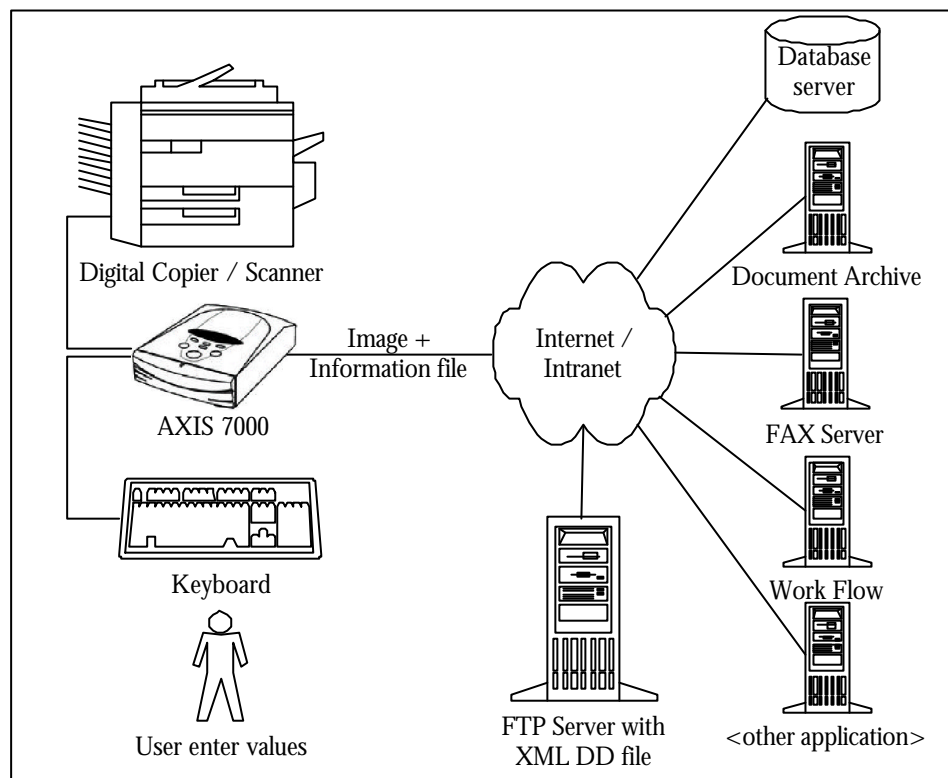 Database
server
Digital Copier / Scanner
Document Archive
Image +
Information file
Internet /
Intranet
AXIS 7000
FAX Server
Keyboard
Work Flow
User enter values
FTP Server with
XML DD file
<other application>